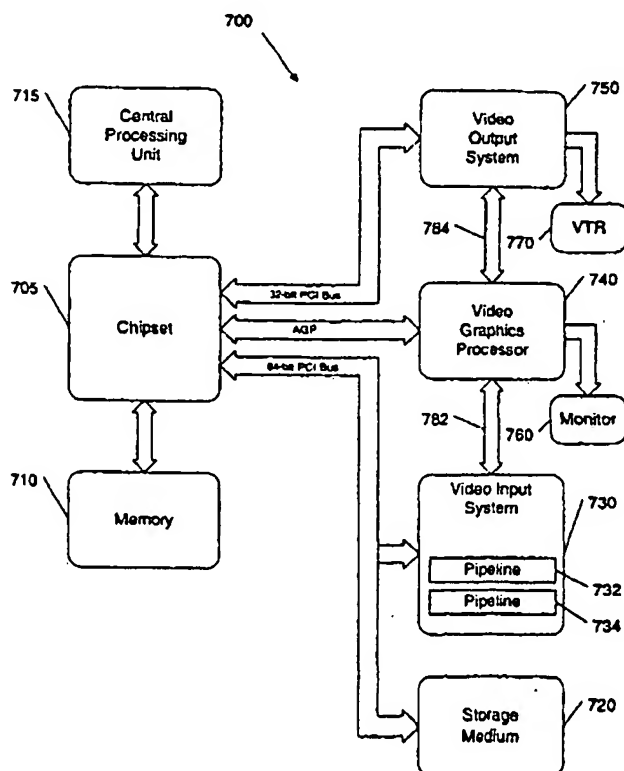 700
715
Central
Processing
Unit
750
Video
Output
System
784
770
VTR
705
Chipset
32-bit PCI Bus
AGP
64-bit PCI Bus
740
Video
Graphics
Processor
782
760
Monitor
710
Memory
Video Input
System
730
Pipeline
732
Pipeline
734
Storage
Medium
720